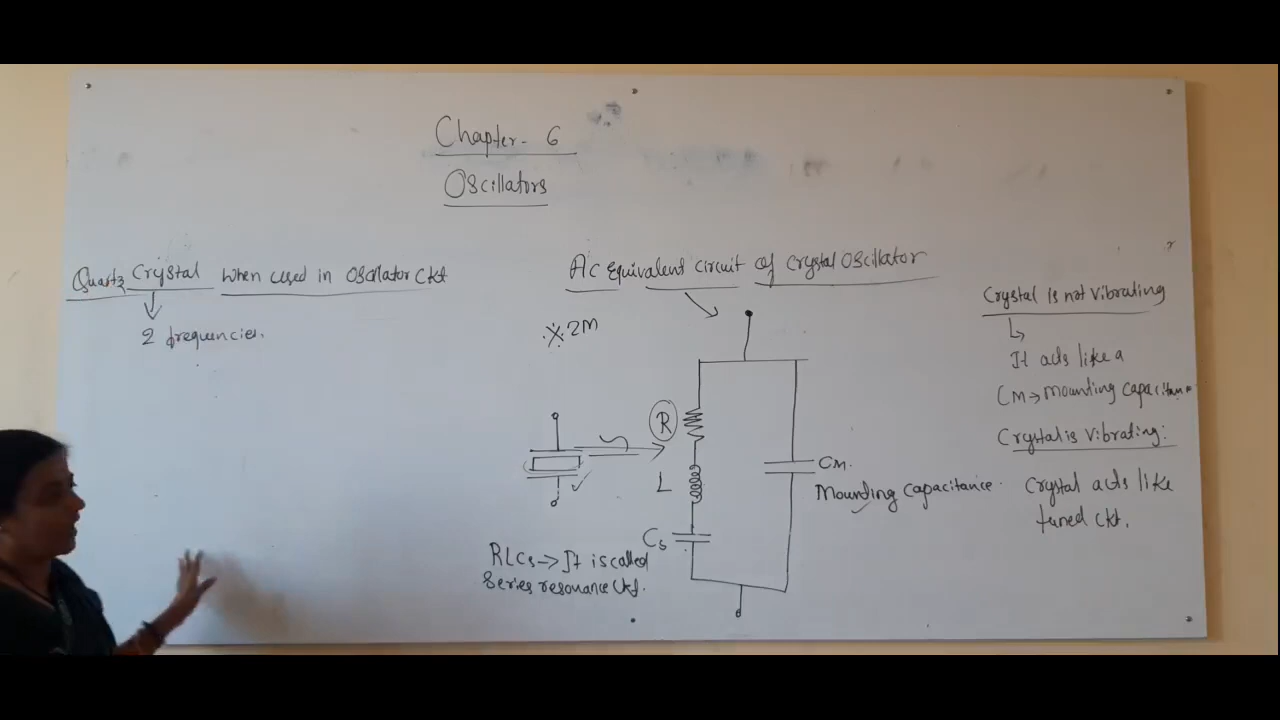 Chapter - 6
Oscillators
Quartz Crystal when used in Oscillator Ckt
2 frequencies.
AC Equivalent Circuit of Crystal Oscillator
2M
R
L
Cs
CM.
Mounting Capacitance.
RLCs -> It is called
Series resonance Ckt.
Crystal is not Vibrating
It acts like a
CM -> Mounting Capacitance
Crystal is Vibrating:
Crystal acts like
tuned Ckt.